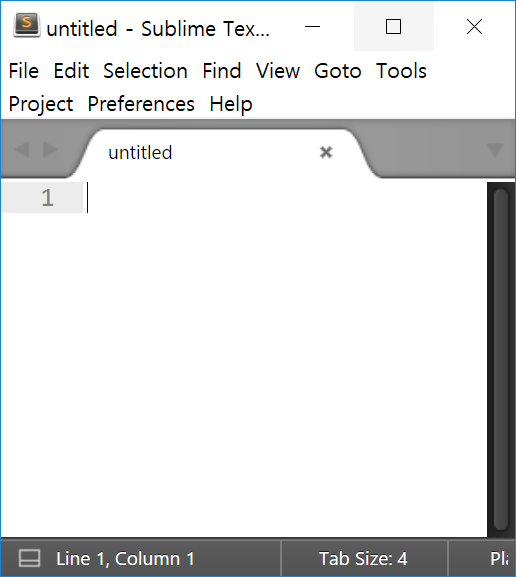 untitled - Sublime Tex...
File Edit Selection Find View Goto Tools
Project Preferences Help
untitled
1
Line 1, Column 1 Tab Size: 4